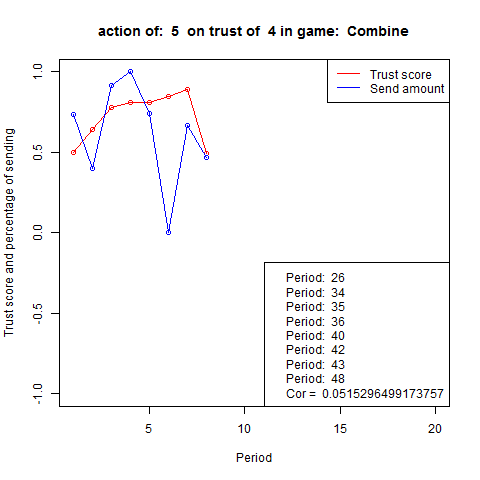 action of:  5  on trust of  4 in game:  Combine
Trust score
Send amount
Trust score and percentage of sending
1.0
0.5
0.0
-0.5
-1.0
Period:  26
Period:  34
Period:  35
Period:  36
Period:  40
Period:  42
Period:  43
Period:  48
Cor =  0.0515296499173757
5
10
15
20
Period